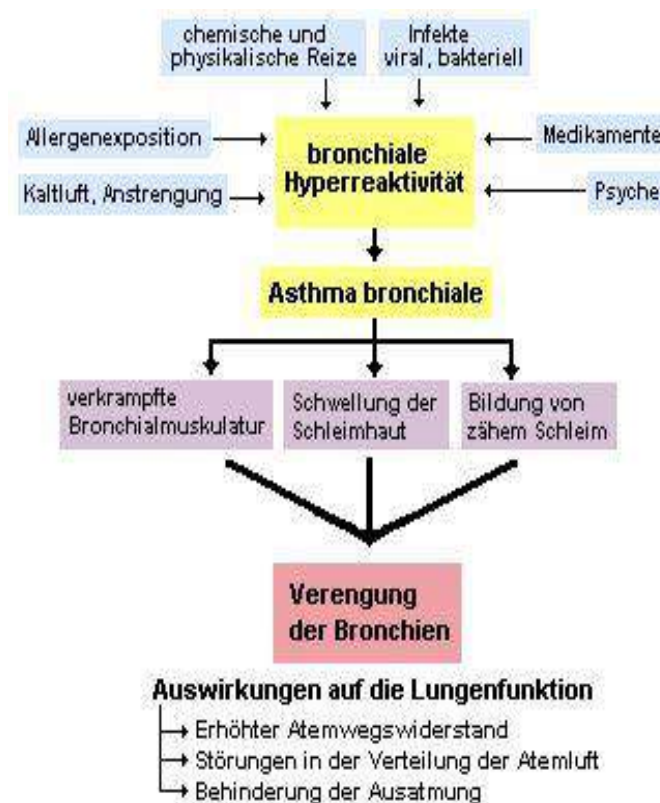 chemische und
physikalische Reize
Infekte
viral, bakteriell
Allergenexposition
Medikamente
bronchiale
Hyperreaktivität
Kaltluft, Anstrengung
Psyche
Asthma bronchiale
verkrampfte
Bronchialmuskulatur
Schwellung der
Schleimhaut
Bildung von
zähem Schleim
Verengung
der Bronchien
Auswirkungen auf die Lungenfunktion
Erhöhter Atemwegswiderstand
Störungen in der Verteilung der Atemluft
Behinderung der Ausatmung